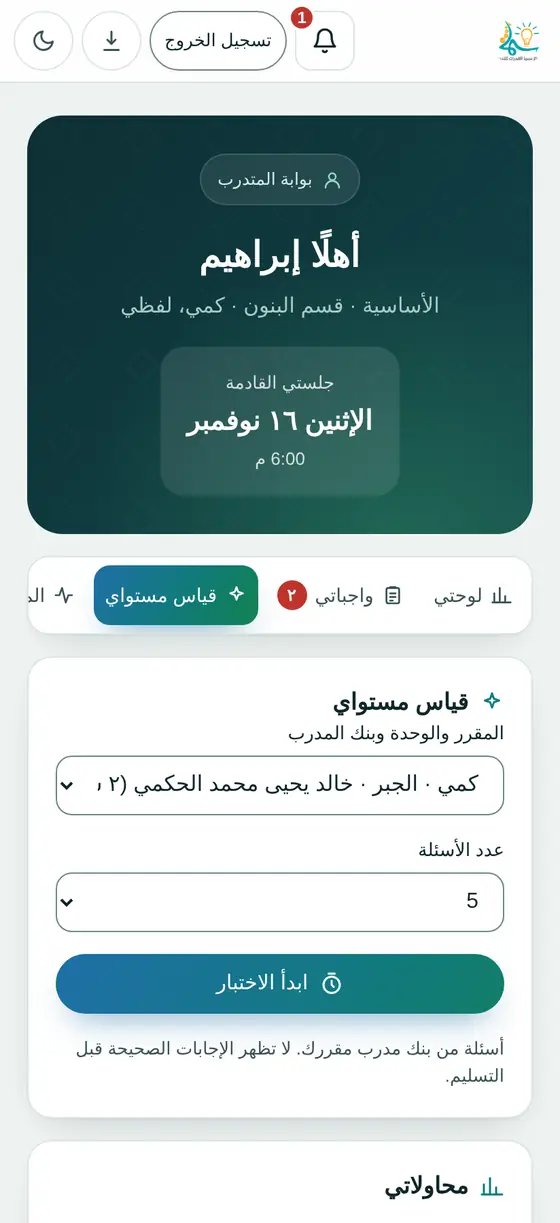 1
تسجيل الخروج
بوابة المتدرب
أهلًا إبراهيم
الأساسية · قسم البنون · كمي، لفظي
جلستي القادمة
الإثنين ١٦ نوفمبر
6:00 م
لوحتي
واجباتي ٢
قياس مستواي
قياس مستواي
المقرر والوحدة وبنك المدرب
كمي · الجبر · خالد يحيى محمد الحكمي (٢
عدد الأسئلة
5
ابدأ الاختبار
أسئلة من بنك مدرب مقررك. لا تظهر الإجابات الصحيحة قبل
التسليم.
محاولاتي